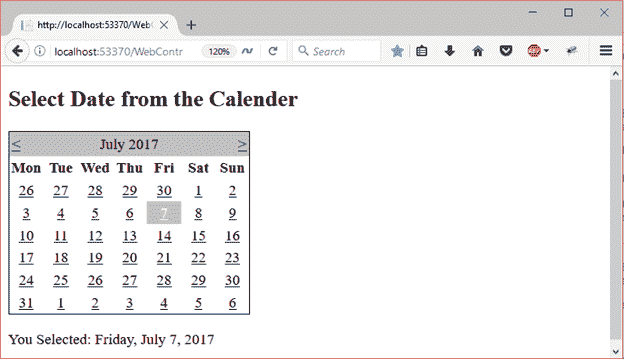 http://localhost:53370/WebC
localhost:53370/WebContr
120%
Search
Select Date from the Calender
< July 2017 >
Mon Tue Wed Thu Fri Sat Sun
26 27 28 29 30 1 2
3 4 5 6 7 8 9
10 11 12 13 14 15 16
17 18 19 20 21 22 23
24 25 26 27 28 29 30
31 1 2 3 4 5 6
You Selected: Friday, July 7, 2017